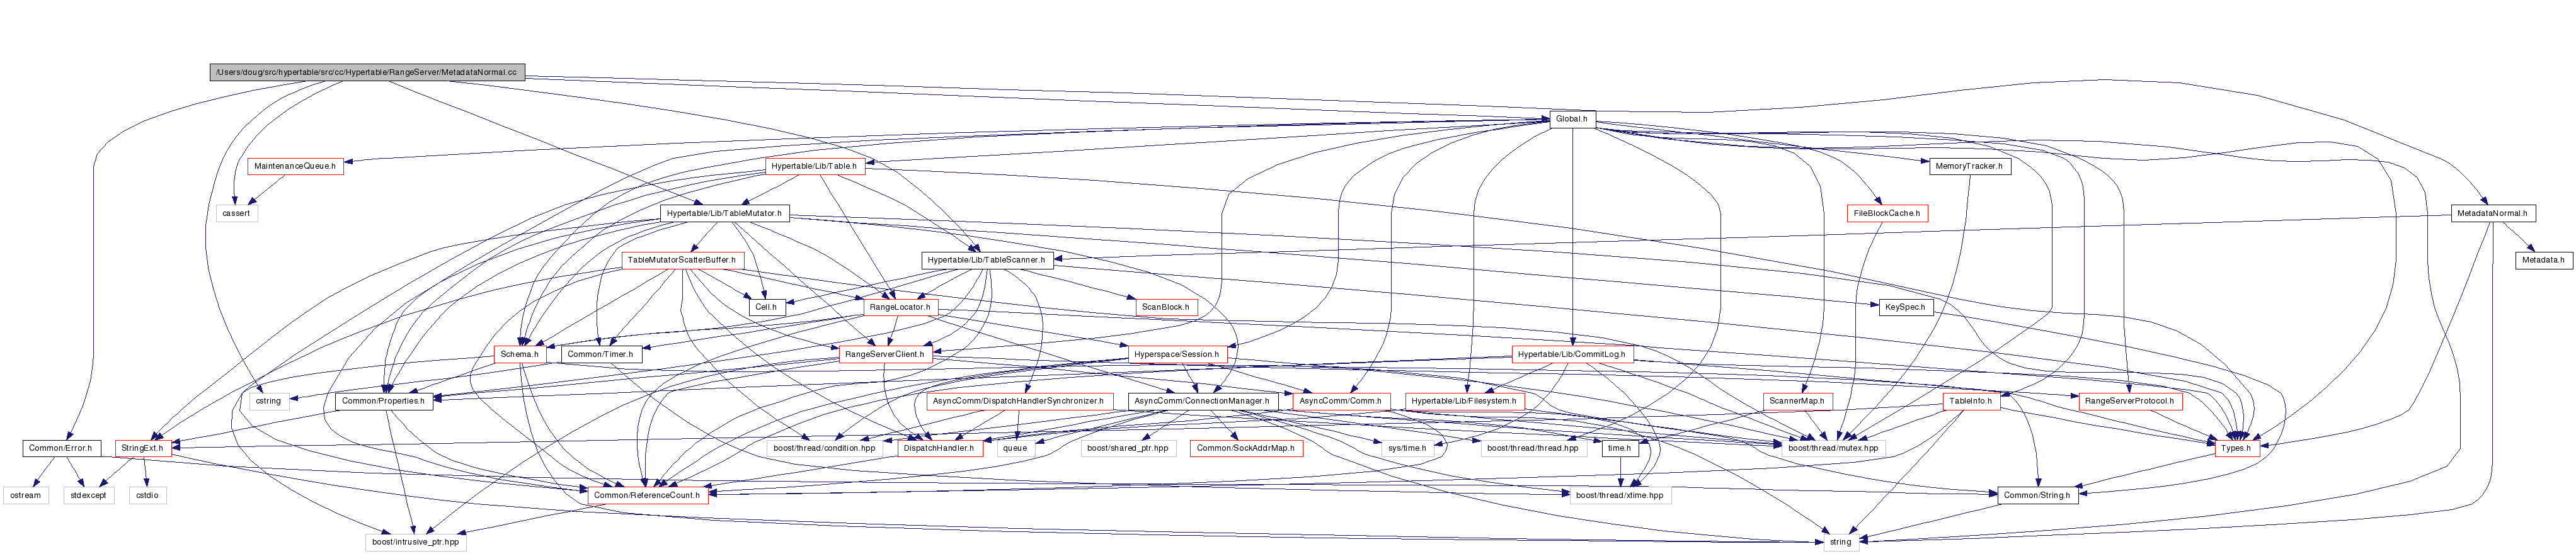 /Users/doug/src/hypertable/src/cc/Hypertable/RangeServer/MetadataNormal.cc
Global.h
MaintenanceQueue.h
Hypertable/Lib/Table.h
MemoryTracker.h
cassert
Hypertable/Lib/TableMutator.h
FileBlockCache.h
MetadataNormal.h
TableMutatorScatterBuffer.h
Hypertable/Lib/TableScanner.h
Metadata.h
Cell.h
RangeLocator.h
ScanBlock.h
KeySpec.h
Schema.h
Common/Timer.h
RangeServerClient.h
Hyperspace/Session.h
Hypertable/Lib/CommitLog.h
cstring
Common/Properties.h
AsyncComm/DispatchHandlerSynchronizer.h
AsyncComm/ConnectionManager.h
AsyncComm/Comm.h
Hypertable/Lib/Filesystem.h
ScannerMap.h
TableInfo.h
RangeServerProtocol.h
Common/Error.h
StringExt.h
boost/thread/condition.hpp
DispatchHandler.h
queue
boost/shared_ptr.hpp
Common/SockAddrMap.h
sys/time.h
boost/thread/thread.hpp
time.h
boost/thread/mutex.hpp
Types.h
ostream
stdexcept
cstdio
Common/ReferenceCount.h
boost/thread/xtime.hpp
Common/String.h
boost/intrusive_ptr.hpp
string